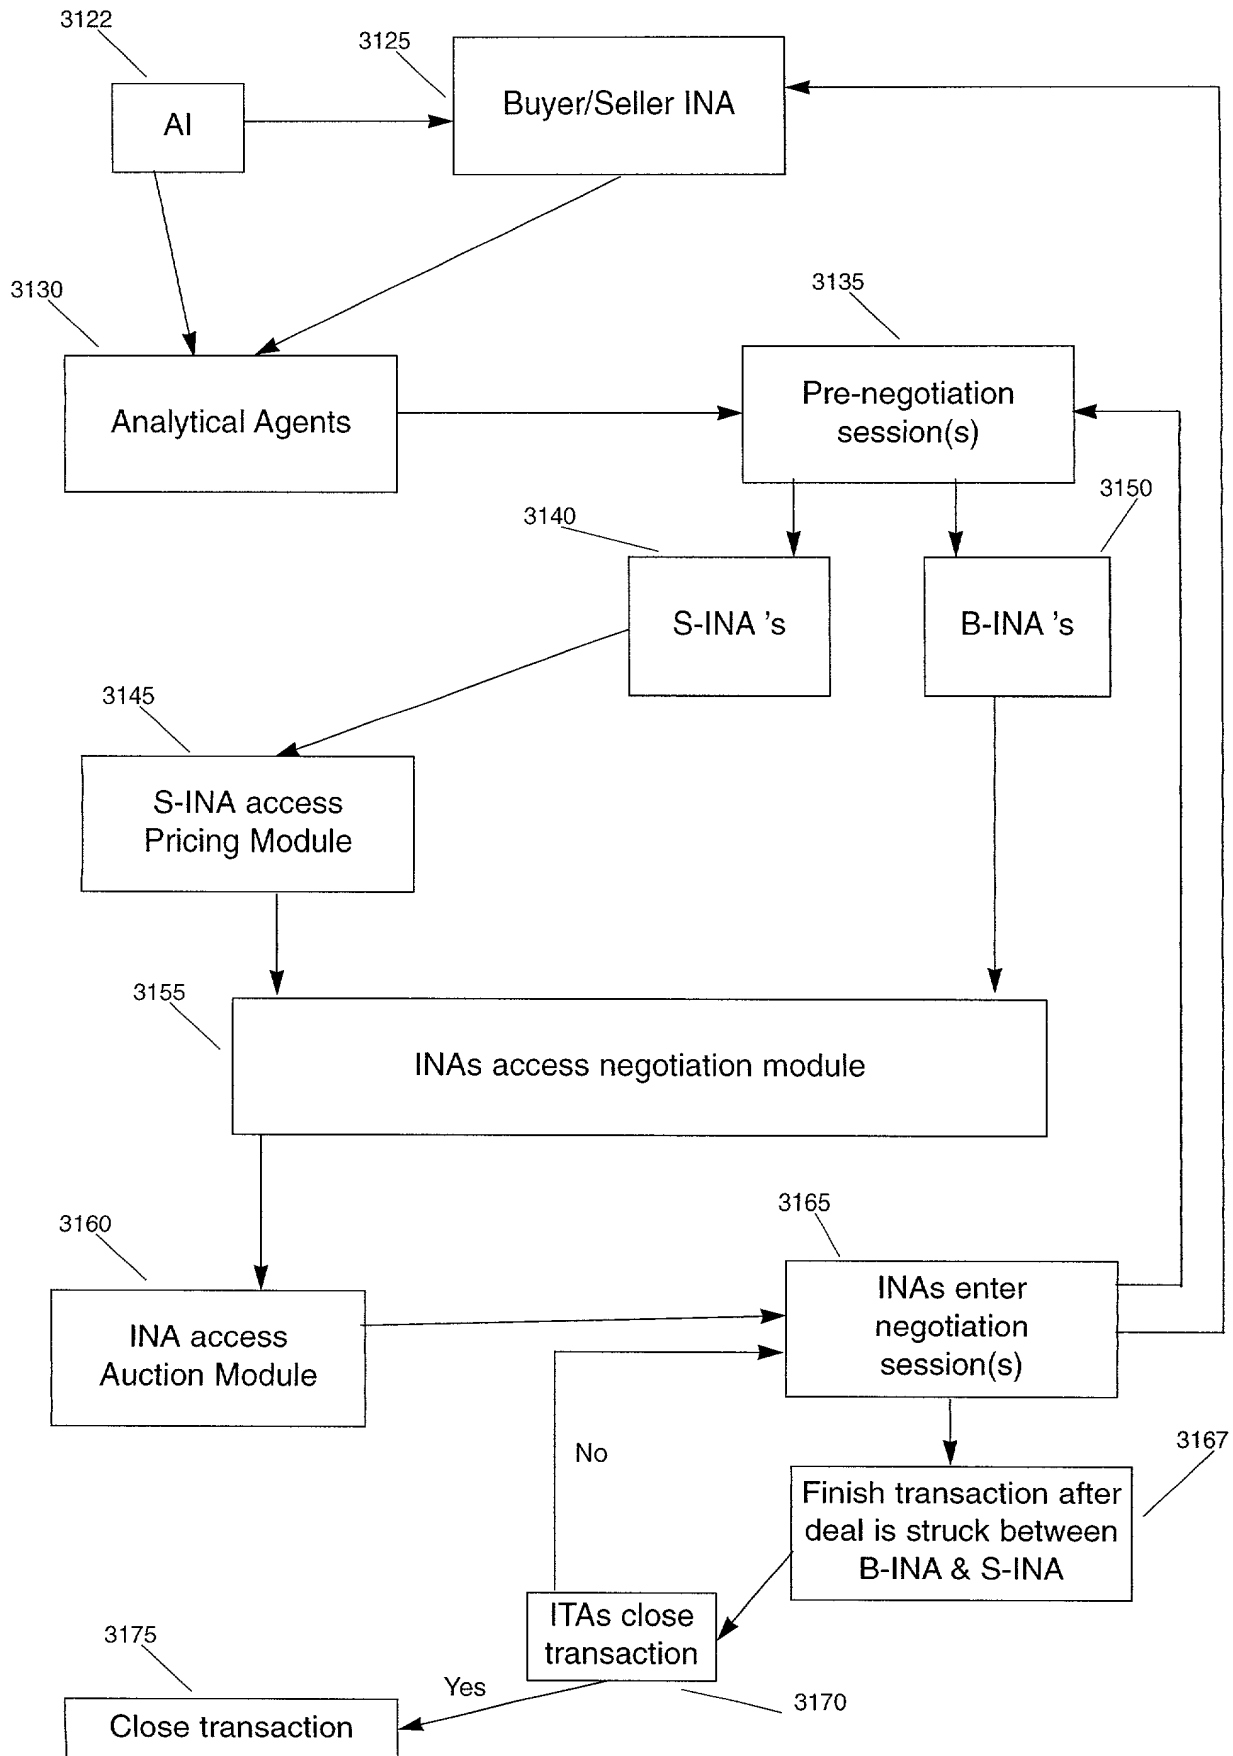 3122
3125
AI
Buyer/Seller INA
3130
3135
Analytical Agents
Pre-negotiation
session(s)
3140
3150
S-INA 's
B-INA 's
3145
S-INA access
Pricing Module
3155
INAs access negotiation module
3160
3165
INA access
Auction Module
INAs enter
negotiation
session(s)
No
3167
Finish transaction after
deal is struck between
B-INA & S-INA
ITAs close
transaction
3170
3175
Yes
Close transaction